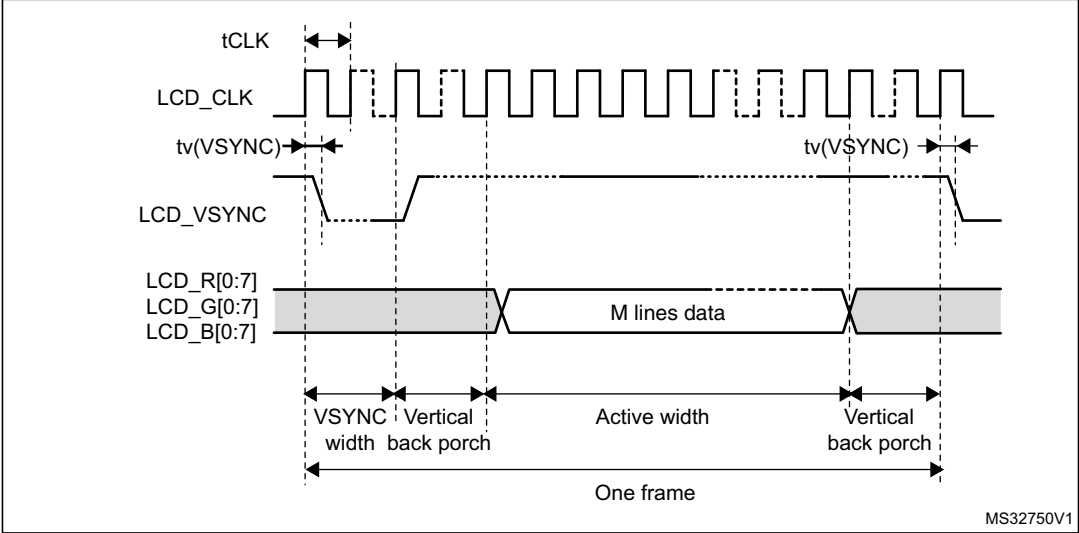 tCLK
LCD_CLK
tv(VSYNC)
tv(VSYNC)
LCD_VSYNC
LCD_R[0:7]
LCD_G[0:7]
LCD_B[0:7]
M lines data
VSYNC
width
Vertical
back porch
Active width
Vertical
back porch
One frame
MS32750V1